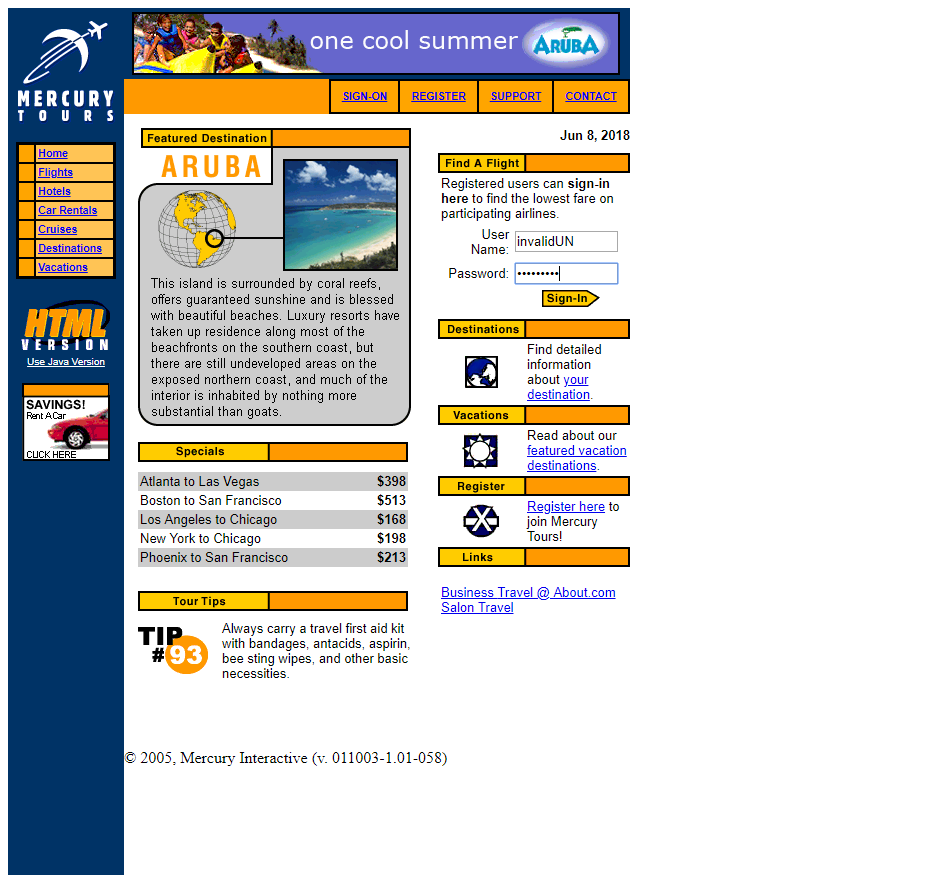 one cool summer ARUBA
MERCURY
TOURS
SIGN-ON REGISTER SUPPORT CONTACT
Home
Flights
Hotels
Car Rentals
Cruises
Destinations
Vacations
HTML
VERSION
Use Java Version
SAVINGS!
Rent A Car
CLICK HERE
Featured Destination
ARUBA
This island is surrounded by coral reefs,
offers guaranteed sunshine and is blessed
with beautiful beaches. Luxury resorts have
taken up residence along most of the
beachfronts on the southern coast, but
there are still undeveloped areas on the
exposed northern coast, and much of the
interior is inhabited by nothing more
substantial than goats.
Specials
Atlanta to Las Vegas $398
Boston to San Francisco $513
Los Angeles to Chicago $168
New York to Chicago $198
Phoenix to San Francisco $213
Tour Tips
TIP
#93
Always carry a travel first aid kit
with bandages, antacids, aspirin,
bee sting wipes, and other basic
necessities.
Jun 8, 2018
Find A Flight
Registered users can sign-in
here to find the lowest fare on
participating airlines.
User
Name: invalidUN
Password: •••••••••
Sign-In
Destinations
Find detailed
information
about your
destination.
Vacations
Read about our
featured vacation
destinations.
Register
Register here to
join Mercury
Tours!
Links
Business Travel @ About.com
Salon Travel
© 2005, Mercury Interactive (v. 011003-1.01-058)